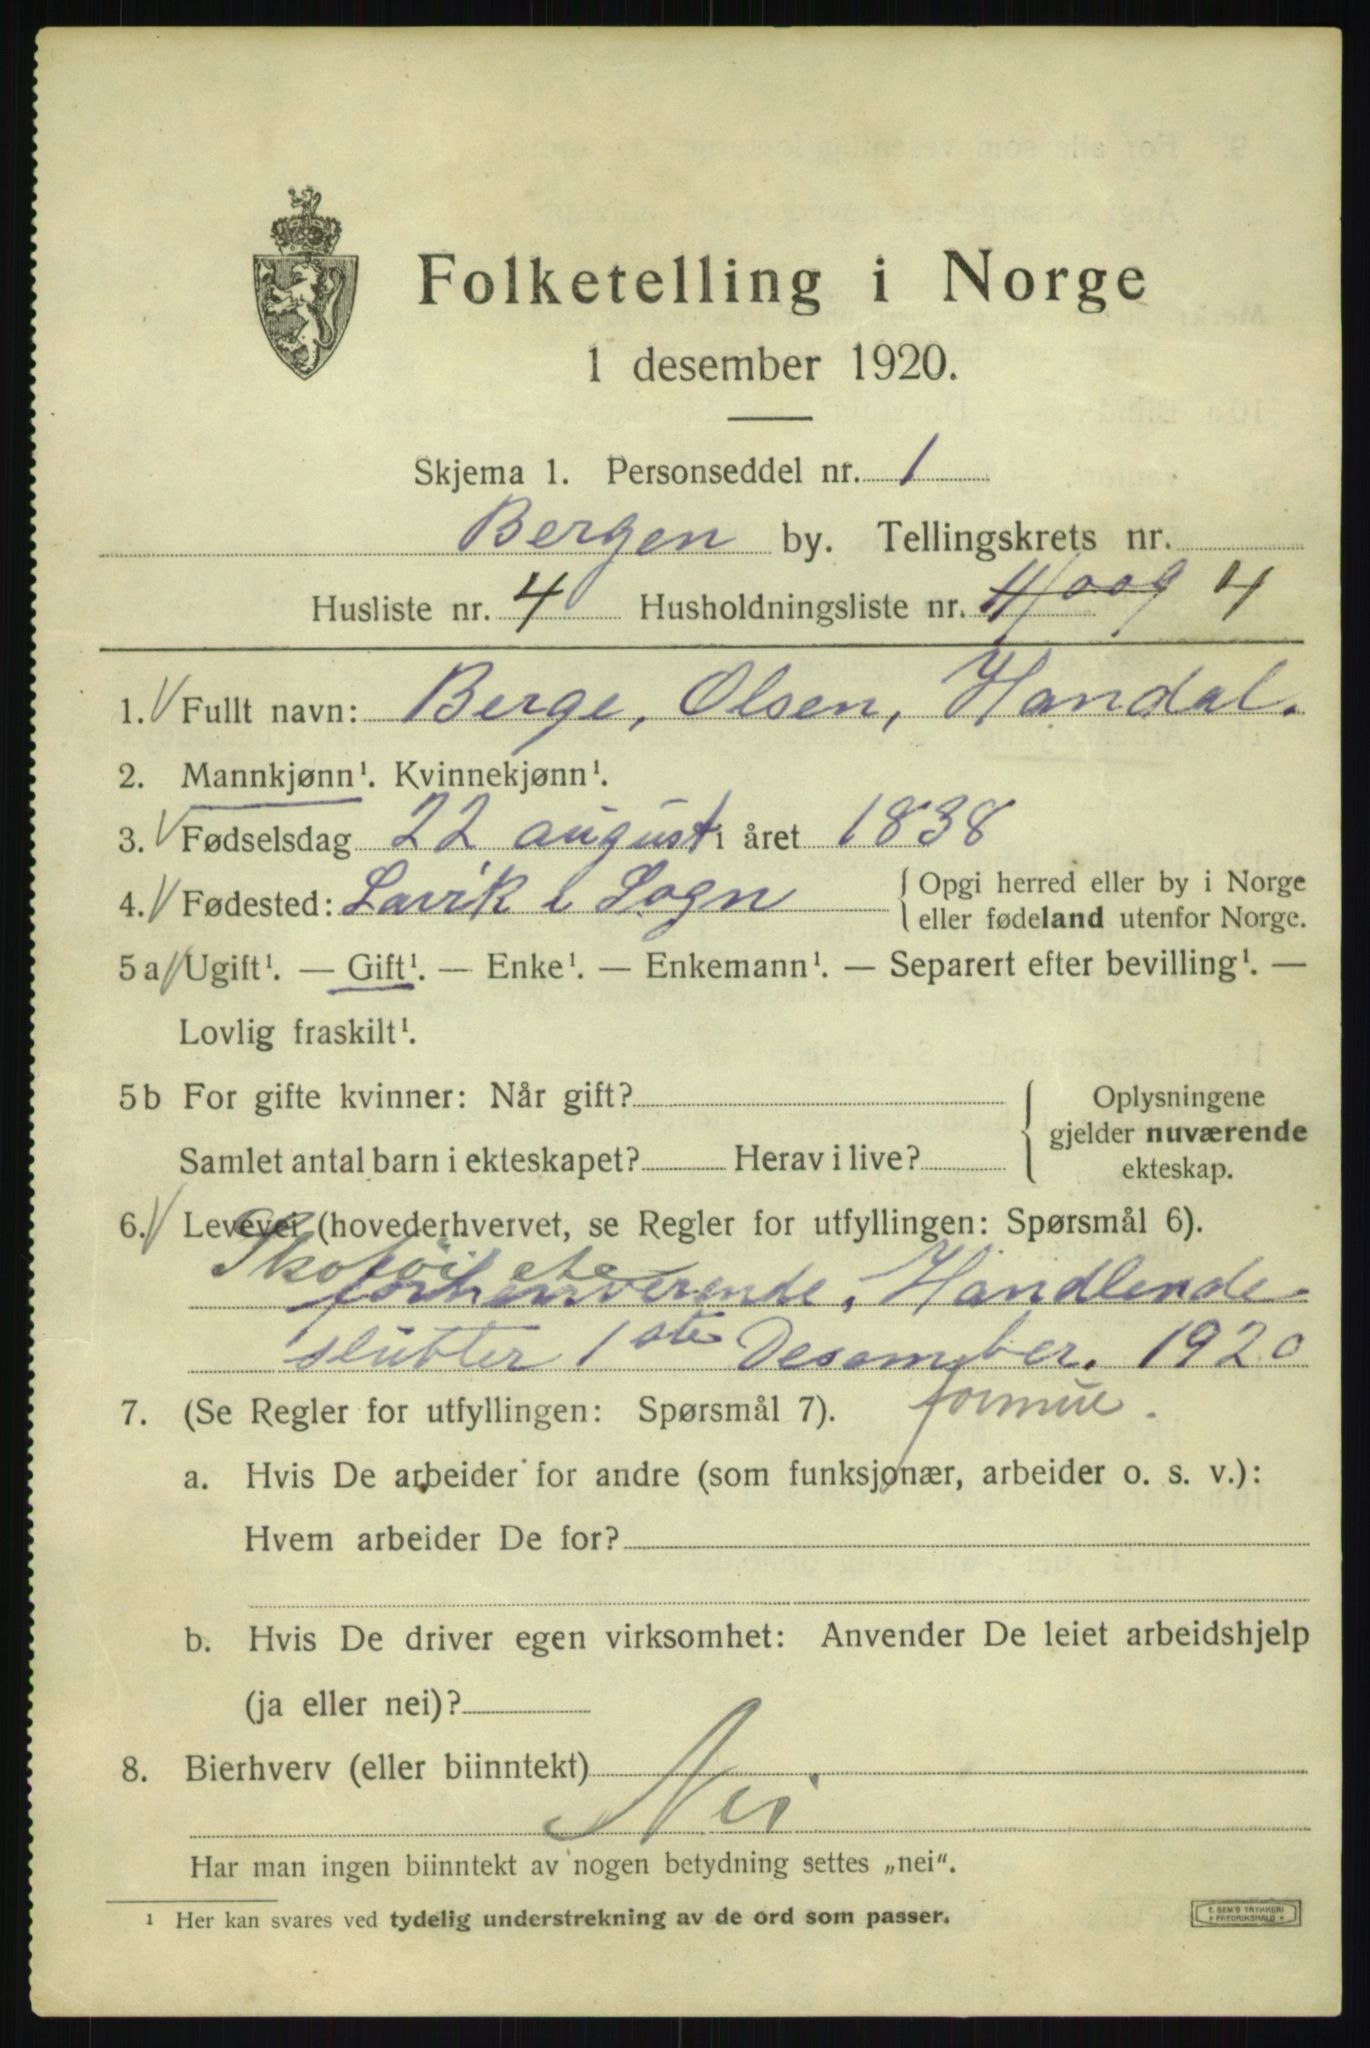 Folketelling i Norge
1 desember 1920.
Skjema 1. Personseddel nr. 1
Bergen by. Tellingskrets nr.
Husliste nr. 4 Husholdningsliste nr. 4
1. Fullt navn: Berge, Olsen, Handal.
2. Mannkjønn¹. Kvinnekjønn¹.
3. Fødselsdag 22 august i året 1838
4. Fødested: Lavik i Sogn
{ Opgi herred eller by i Norge
eller fødeland utenfor Norge.
5 a Ugift¹. — Gift¹. — Enke¹. — Enkemann¹. — Separert efter bevilling¹. —
Lovlig fraskilt¹.
5 b For gifte kvinner: Når gift?
Samlet antal barn i ekteskapet? Herav i live?
{ Oplysningene
gjelder nuværende
ekteskap.
6. Levevei (hovederhvervet, se Regler for utfyllingen: Spørsmål 6).
Skotöi etc
forhenverende, Handlende
slutter 1ste Desember. 1920
formue.
7. (Se Regler for utfyllingen: Spørsmål 7).
a. Hvis De arbeider for andre (som funksjonær, arbeider o. s. v.):
Hvem arbeider De for?
b. Hvis De driver egen virksomhet: Anvender De leiet arbeidshjelp
(ja eller nei)?
8. Bierhverv (eller biinntekt)
Nei
Har man ingen biinntekt av nogen betydning settes „nei“.
¹ Her kan svares ved tydelig understrekning av de ord som passer.
E. SEM'S TRYKKERI
FREDRIKSHALD